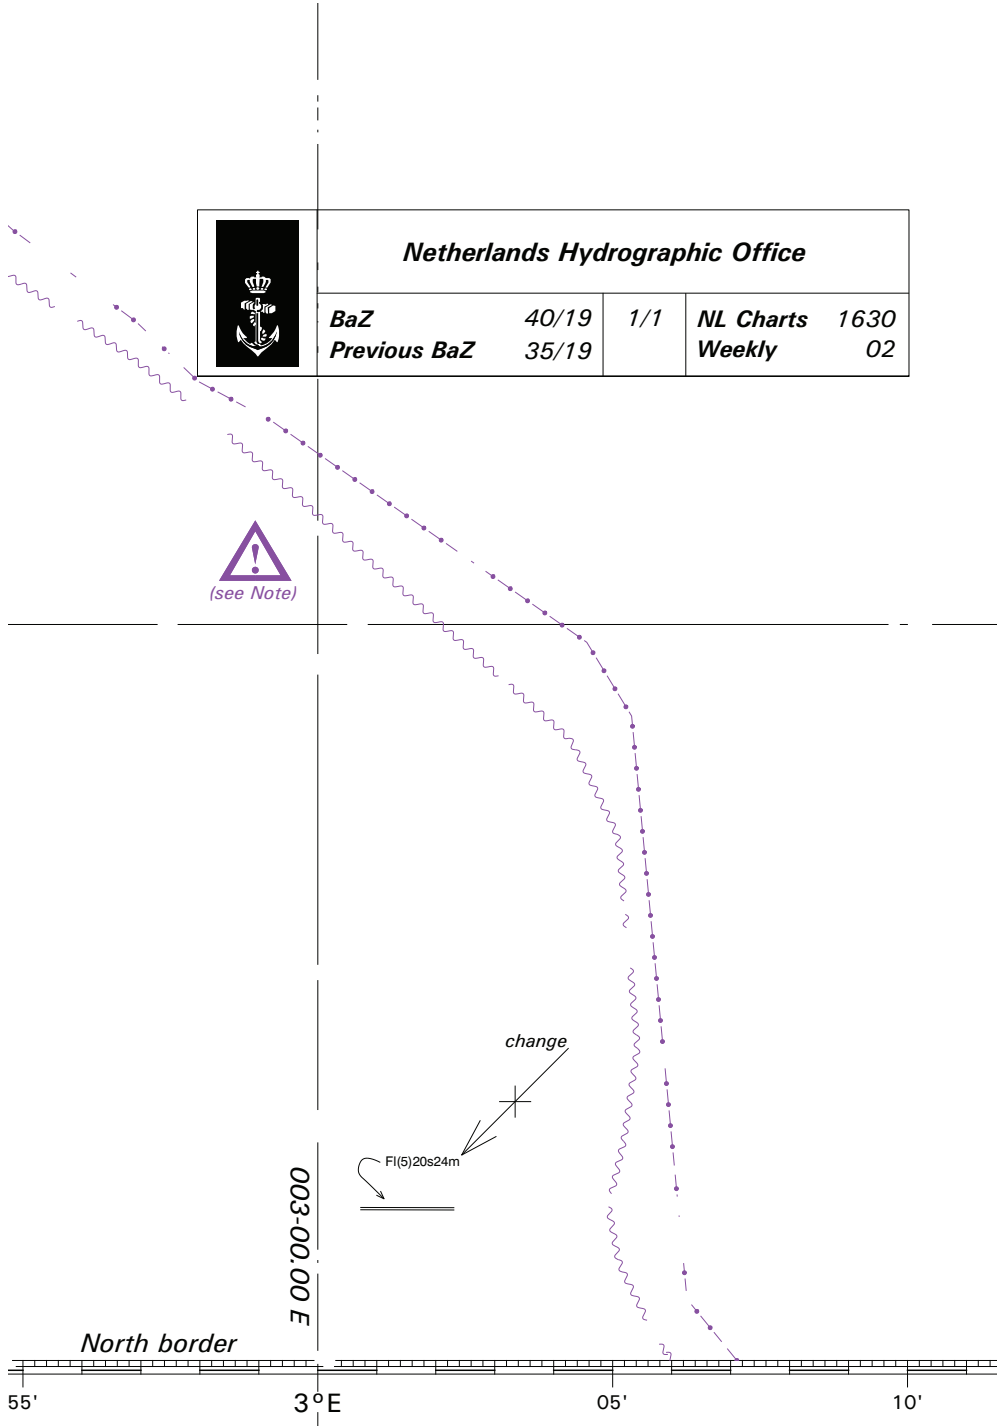 Netherlands Hydrographic Office
BaZ 40/19 1/1 NL Charts 1630
Previous BaZ 35/19 Weekly 02
(see Note)
change
Fl(5)20s24m
003-00.00 E
North border
55' 3°E 05' 10'